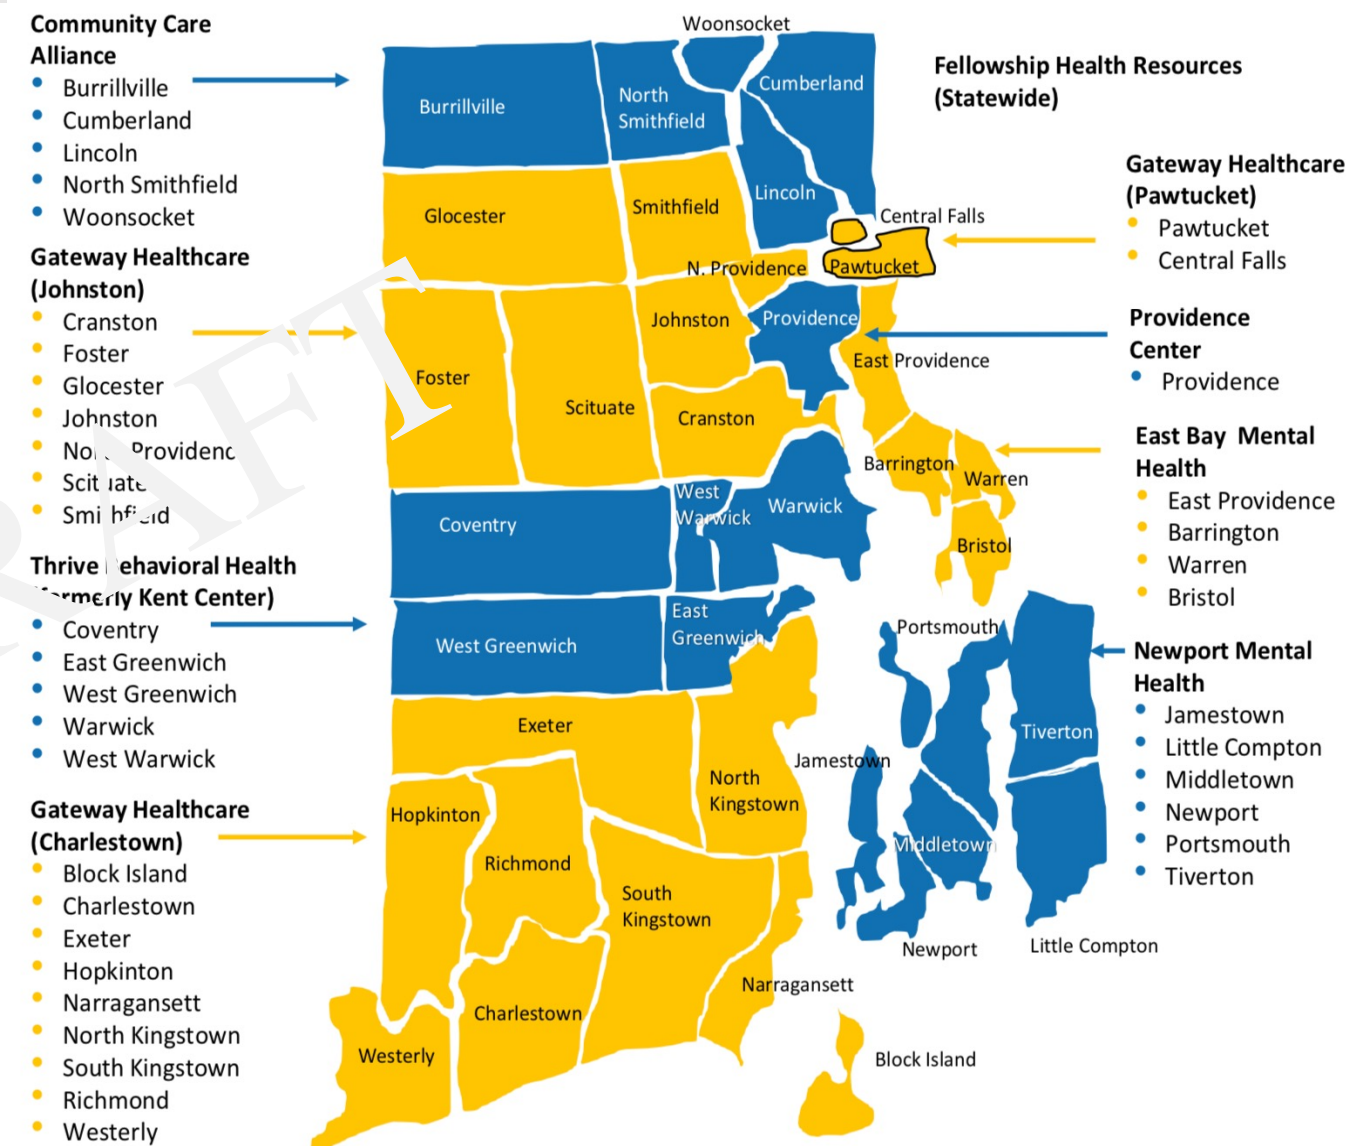 Community Care
Alliance
Burrillville
Cumberland
Lincoln
North Smithfield
Woonsocket
Gateway Healthcare
(Johnston)
Cranston
Foster
Glocester
Johnston
North Providence
Scituate
Smithfield
Thrive Behavioral Health
(formerly Kent Center)
Coventry
East Greenwich
West Greenwich
Warwick
West Warwick
Gateway Healthcare
(Charlestown)
Block Island
Charlestown
Exeter
Hopkinton
Narragansett
North Kingstown
South Kingstown
Richmond
Westerly
Woonsocket
Burrillville
North
Smithfield
Cumberland
Glocester
Smithfield
Lincoln
Central Falls
N. Providence
Pawtucket
Foster
Scituate
Johnston
Providence
East Providence
Cranston
Barrington
Warren
Coventry
West
Warwick
Warwick
Bristol
West Greenwich
East
Greenwich
Portsmouth
Exeter
Tiverton
Jamestown
North
Kingstown
Hopkinton
Richmond
Middletown
South
Kingstown
Newport
Little Compton
Narragansett
Charlestown
Westerly
Block Island
Fellowship Health Resources
(Statewide)
Gateway Healthcare
(Pawtucket)
Pawtucket
Central Falls
Providence
Center
Providence
East Bay Mental
Health
East Providence
Barrington
Warren
Bristol
Newport Mental
Health
Jamestown
Little Compton
Middletown
Newport
Portsmouth
Tiverton
RAFT